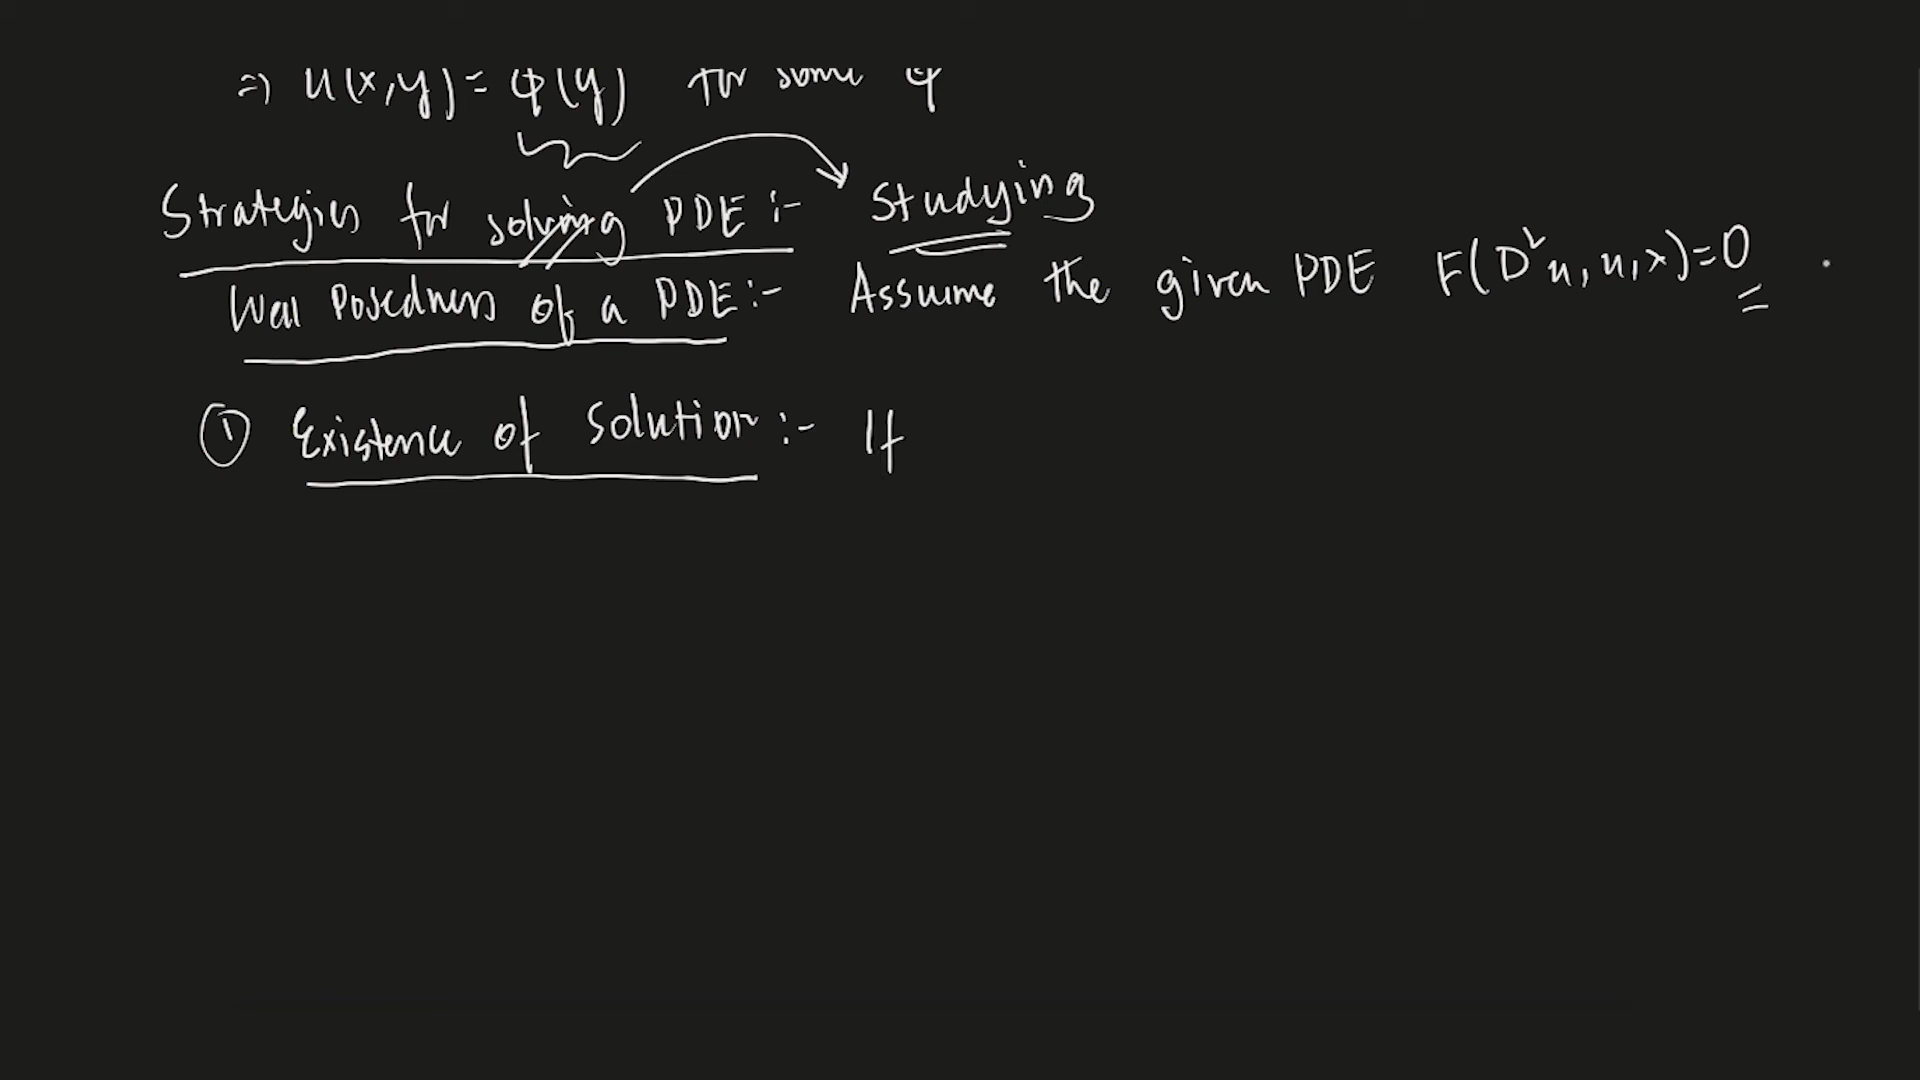 ⇒ u(x,y) = φ(y) for some φ
Strategies for solving PDE :- Studying
Well Posedness of a PDE :- Assume the given PDE F(D²u, u, x) = 0
① Existence of solution :- If